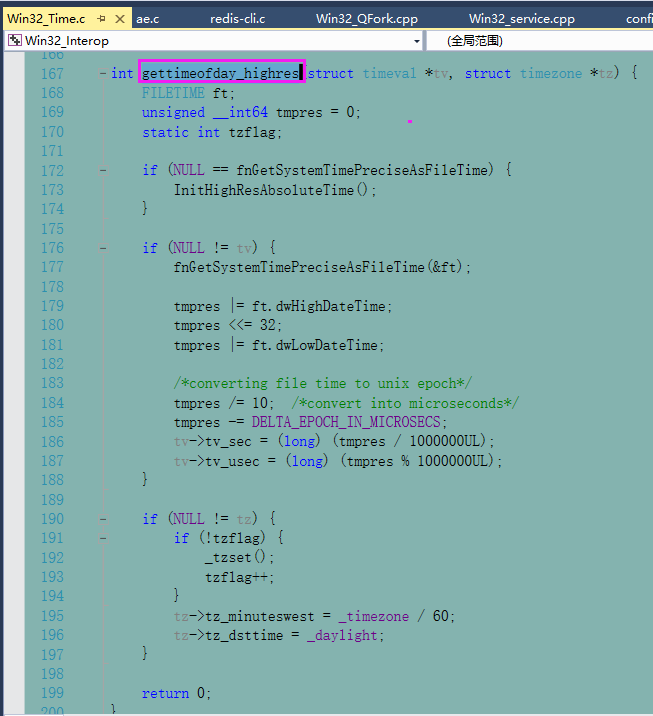 Win32_Time.c ae.c redis-cli.c Win32_QFork.cpp Win32_service.cpp confi
Win32_Interop (全局范围)
166
167 int gettimeofday_highres(struct timeval *tv, struct timezone *tz) {
168 FILETIME ft;
169 unsigned __int64 tmpres = 0;
170 static int tzflag;
171
172 if (NULL == fnGetSystemTimePreciseAsFileTime) {
173 InitHighResAbsoluteTime();
174 }
175
176 if (NULL != tv) {
177 fnGetSystemTimePreciseAsFileTime(&ft);
178
179 tmpres |= ft.dwHighDateTime;
180 tmpres <<= 32;
181 tmpres |= ft.dwLowDateTime;
182
183 /*converting file time to unix epoch*/
184 tmpres /= 10; /*convert into microseconds*/
185 tmpres -= DELTA_EPOCH_IN_MICROSECS;
186 tv->tv_sec = (long) (tmpres / 1000000UL);
187 tv->tv_usec = (long) (tmpres % 1000000UL);
188 }
189
190 if (NULL != tz) {
191 if (!tzflag) {
192 _tzset();
193 tzflag++;
194 }
195 tz->tz_minuteswest = _timezone / 60;
196 tz->tz_dsttime = _daylight;
197 }
198
199 return 0;
200 }